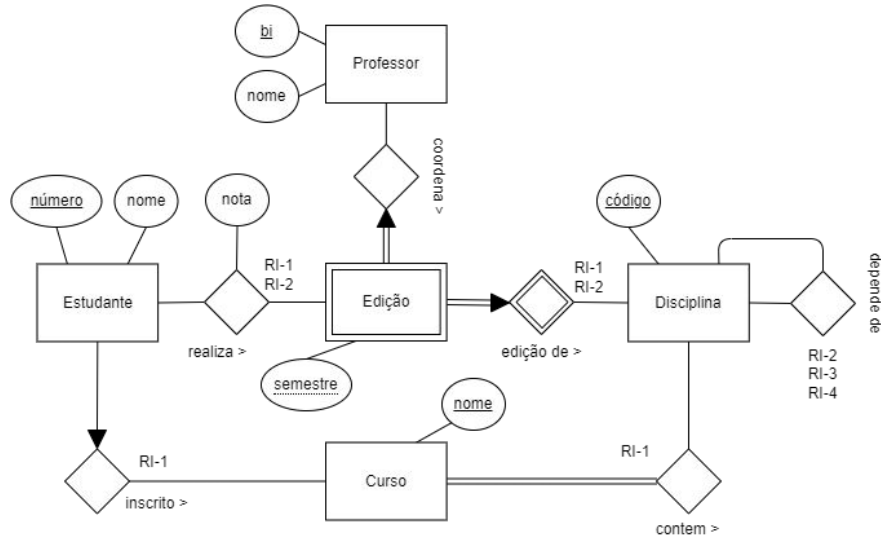 bi
Professor
nome
coordena >
número
nome
nota
código
RI-1
RI-2
RI-1
RI-2
depende de
Estudante
Edição
Disciplina
realiza >
edição de >
RI-2
RI-3
RI-4
semestre
nome
RI-1
RI-1
Curso
inscrito >
contem >